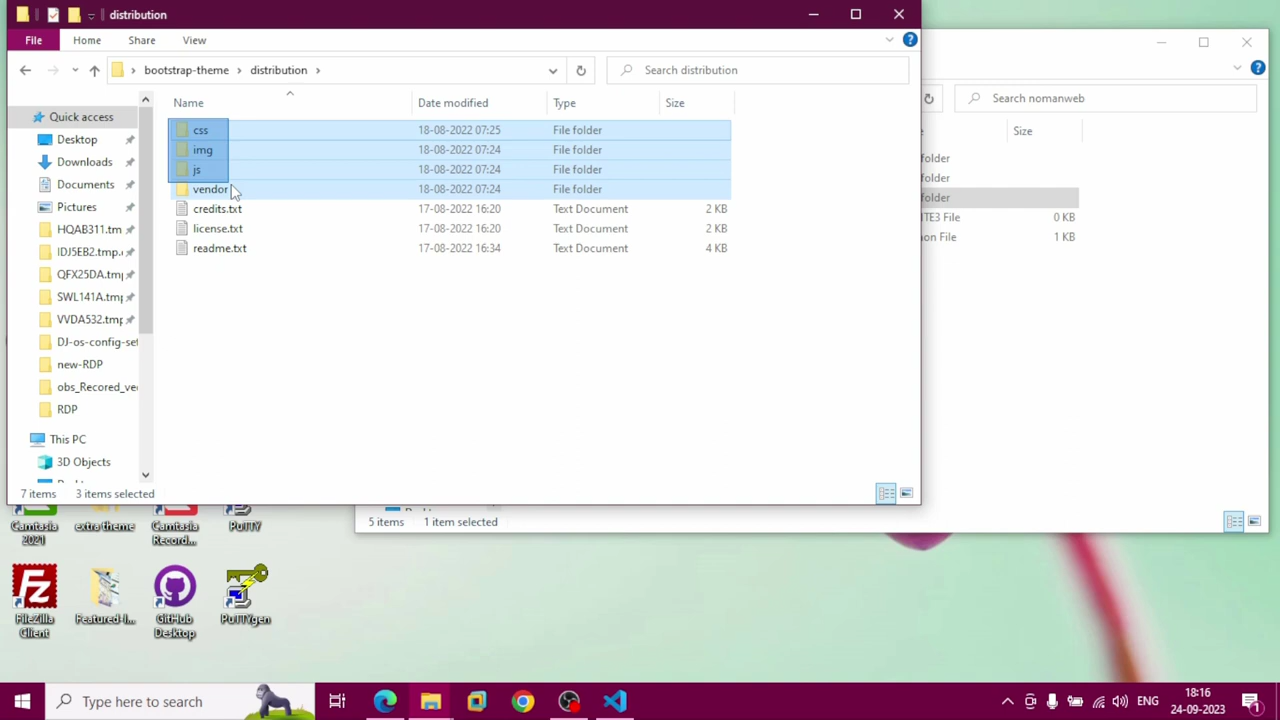 distribution
File
Home
Share
View
bootstrap-theme
distribution
Search distribution
Search nomanweb
Name
Date modified
Type
Size
Size
Quick access
Desktop
Downloads
Documents
Pictures
HQAB311.tm
IDJ5EB2.tmp.
QFX25DA.tmp
SWL141A.tmp
VVDA532.tmp
DJ-os-config-se
new-RDP
obs_Recored_ve
RDP
This PC
3D Objects
css 18-08-2022 07:25 File folder
img 18-08-2022 07:24 File folder
js 18-08-2022 07:24 File folder
vendor 18-08-2022 07:24 File folder
credits.txt 17-08-2022 16:20 Text Document 2 KB
license.txt 17-08-2022 16:20 Text Document 2 KB
readme.txt 17-08-2022 16:34 Text Document 4 KB
older
older
older
TE3 File 0 KB
on File 1 KB
7 items 3 items selected
5 items 1 item selected
Camtasia
2021
extra theme
Camtasia
Record...
PuTTY
FileZilla
Client
Featured-I...
GitHub
Desktop
PuTTYgen
Type here to search
ENG
18:16
24-09-2023
1